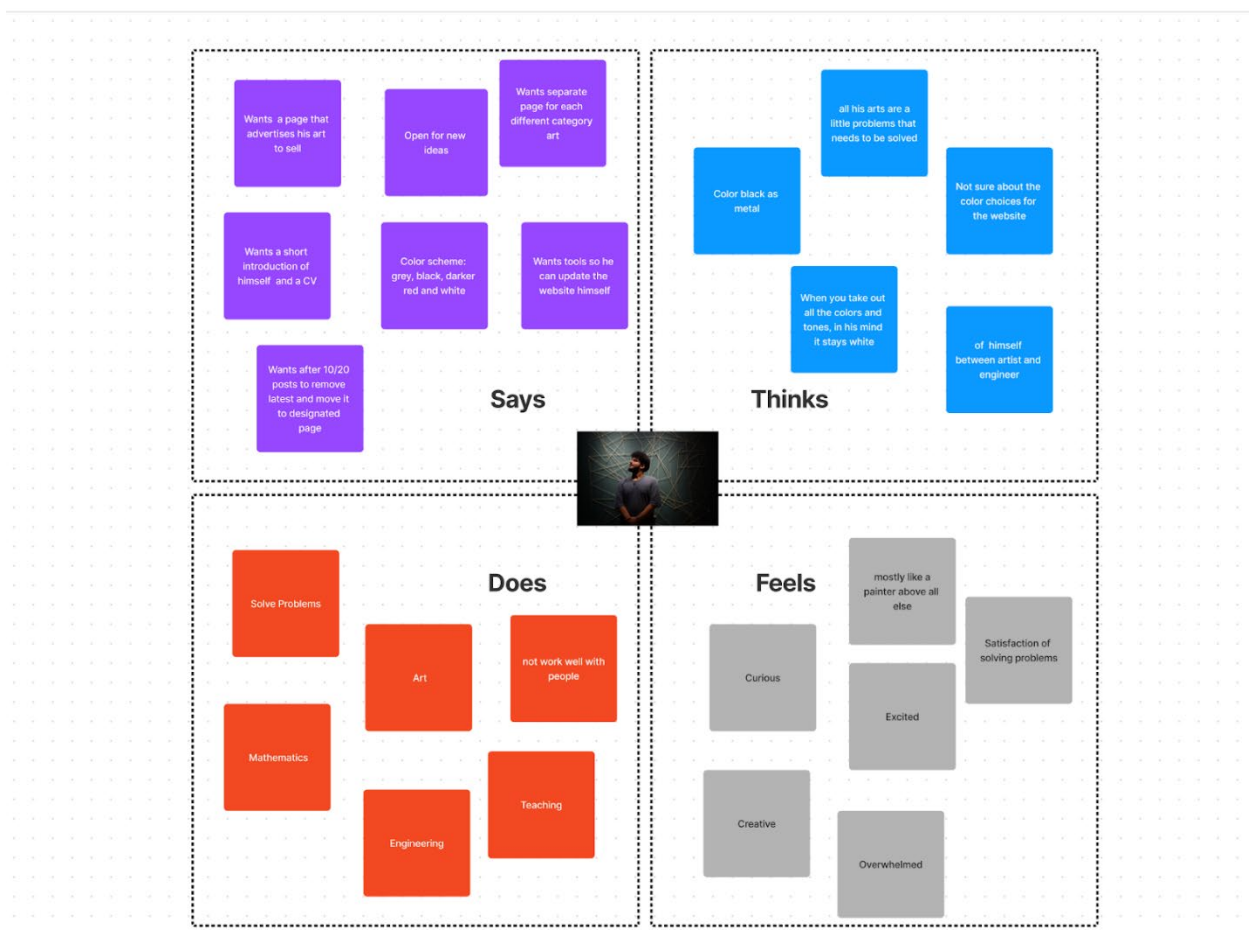 Wants  a page that
advertises his art
to sell
Open for new
ideas
Wants separate
page for each
different category
art
Wants a short
introduction of
himself  and a CV
Color scheme:
grey, black, darker
red and white
Wants tools so he
can update the
website himself
Wants after 10/20
posts to remove
latest and move it
to designated
page
Says
all his arts are a
little problems that
needs to be solved
Color black as
metal
Not sure about the
color choices for
the website
When you take out
all the colors and
tones, in his mind
it stays white
of  himself
between artist and
engineer
Thinks
Does
Solve Problems
Art
not work well with
people
Mathematics
Engineering
Teaching
Feels
mostly like a
painter above all
else
Satisfaction of
solving problems
Curious
Excited
Creative
Overwhelmed